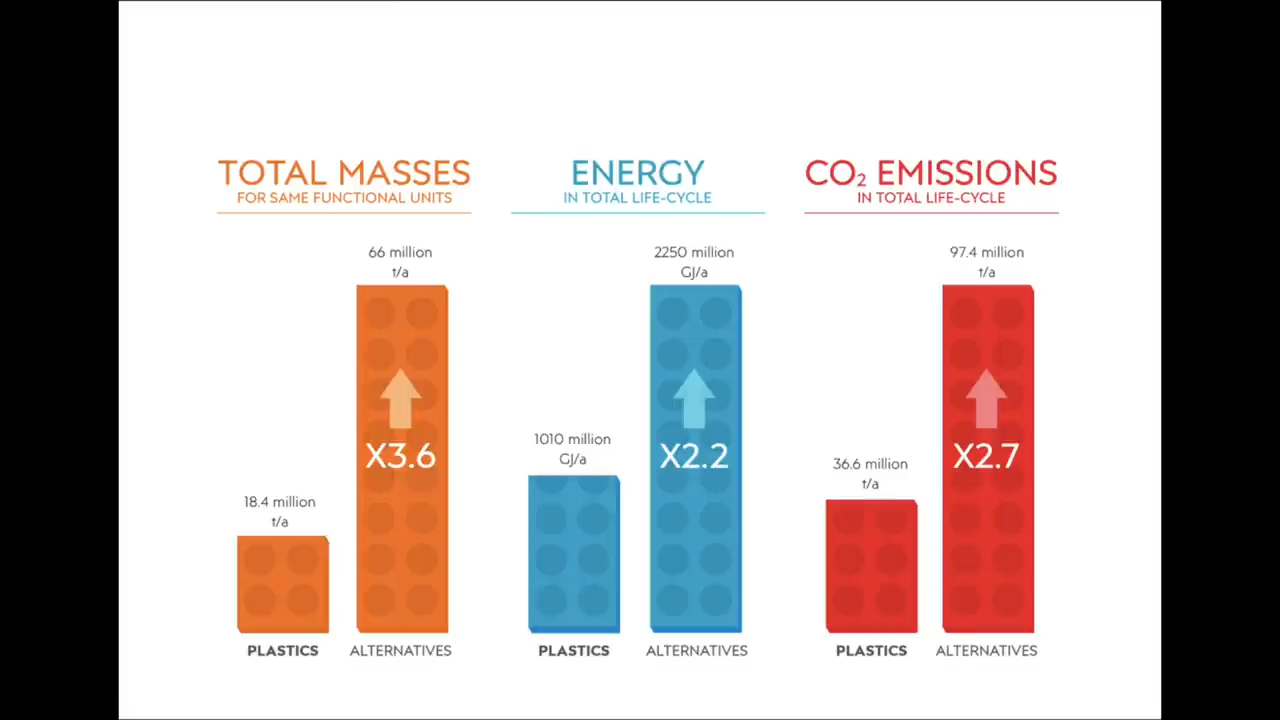 TOTAL MASSES
FOR SAME FUNCTIONAL UNITS
66 million
t/a
X3.6
18.4 million
t/a
PLASTICS
ALTERNATIVES
ENERGY
IN TOTAL LIFE-CYCLE
2250 million
GJ/a
X2.2
1010 million
GJ/a
PLASTICS
ALTERNATIVES
CO₂ EMISSIONS
IN TOTAL LIFE-CYCLE
97.4 million
t/a
X2.7
36.6 million
t/a
PLASTICS
ALTERNATIVES